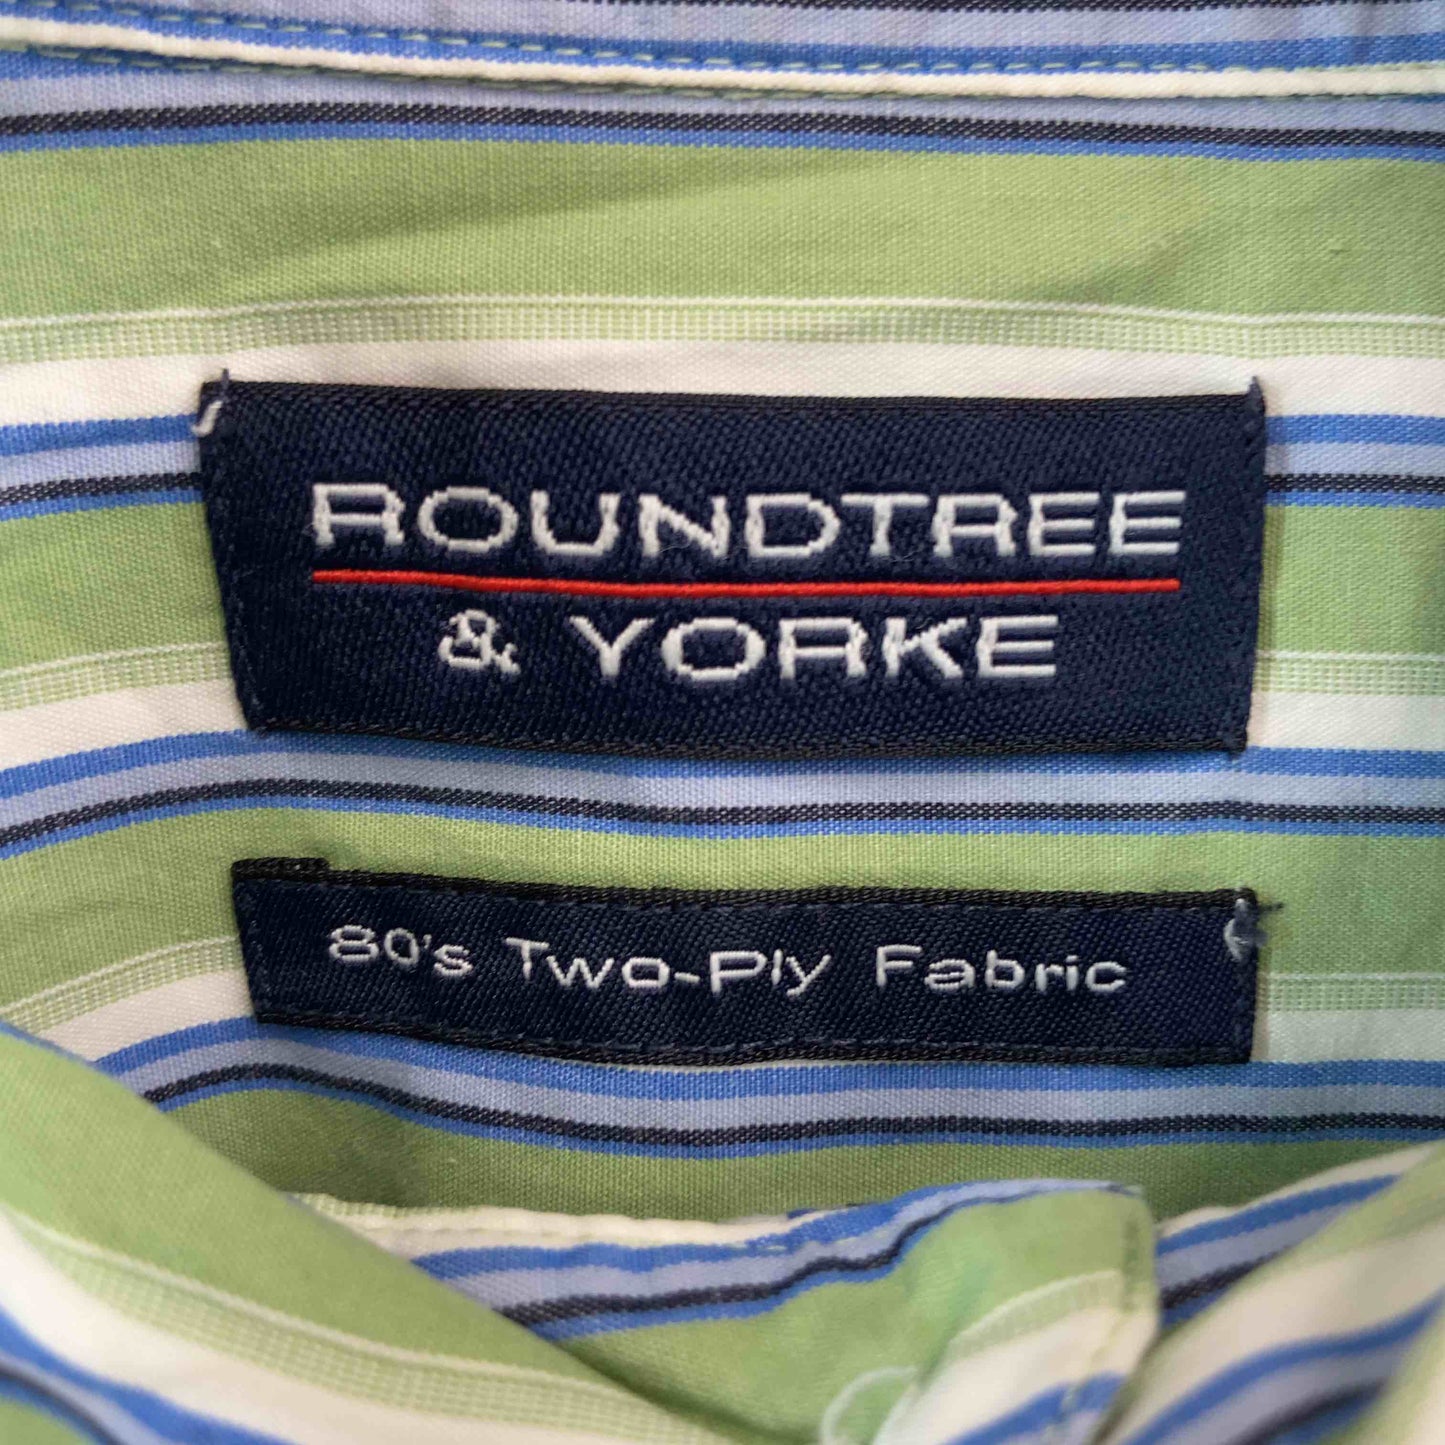 ROUNDTREE
& YORKE
80's Two-Ply Fabric